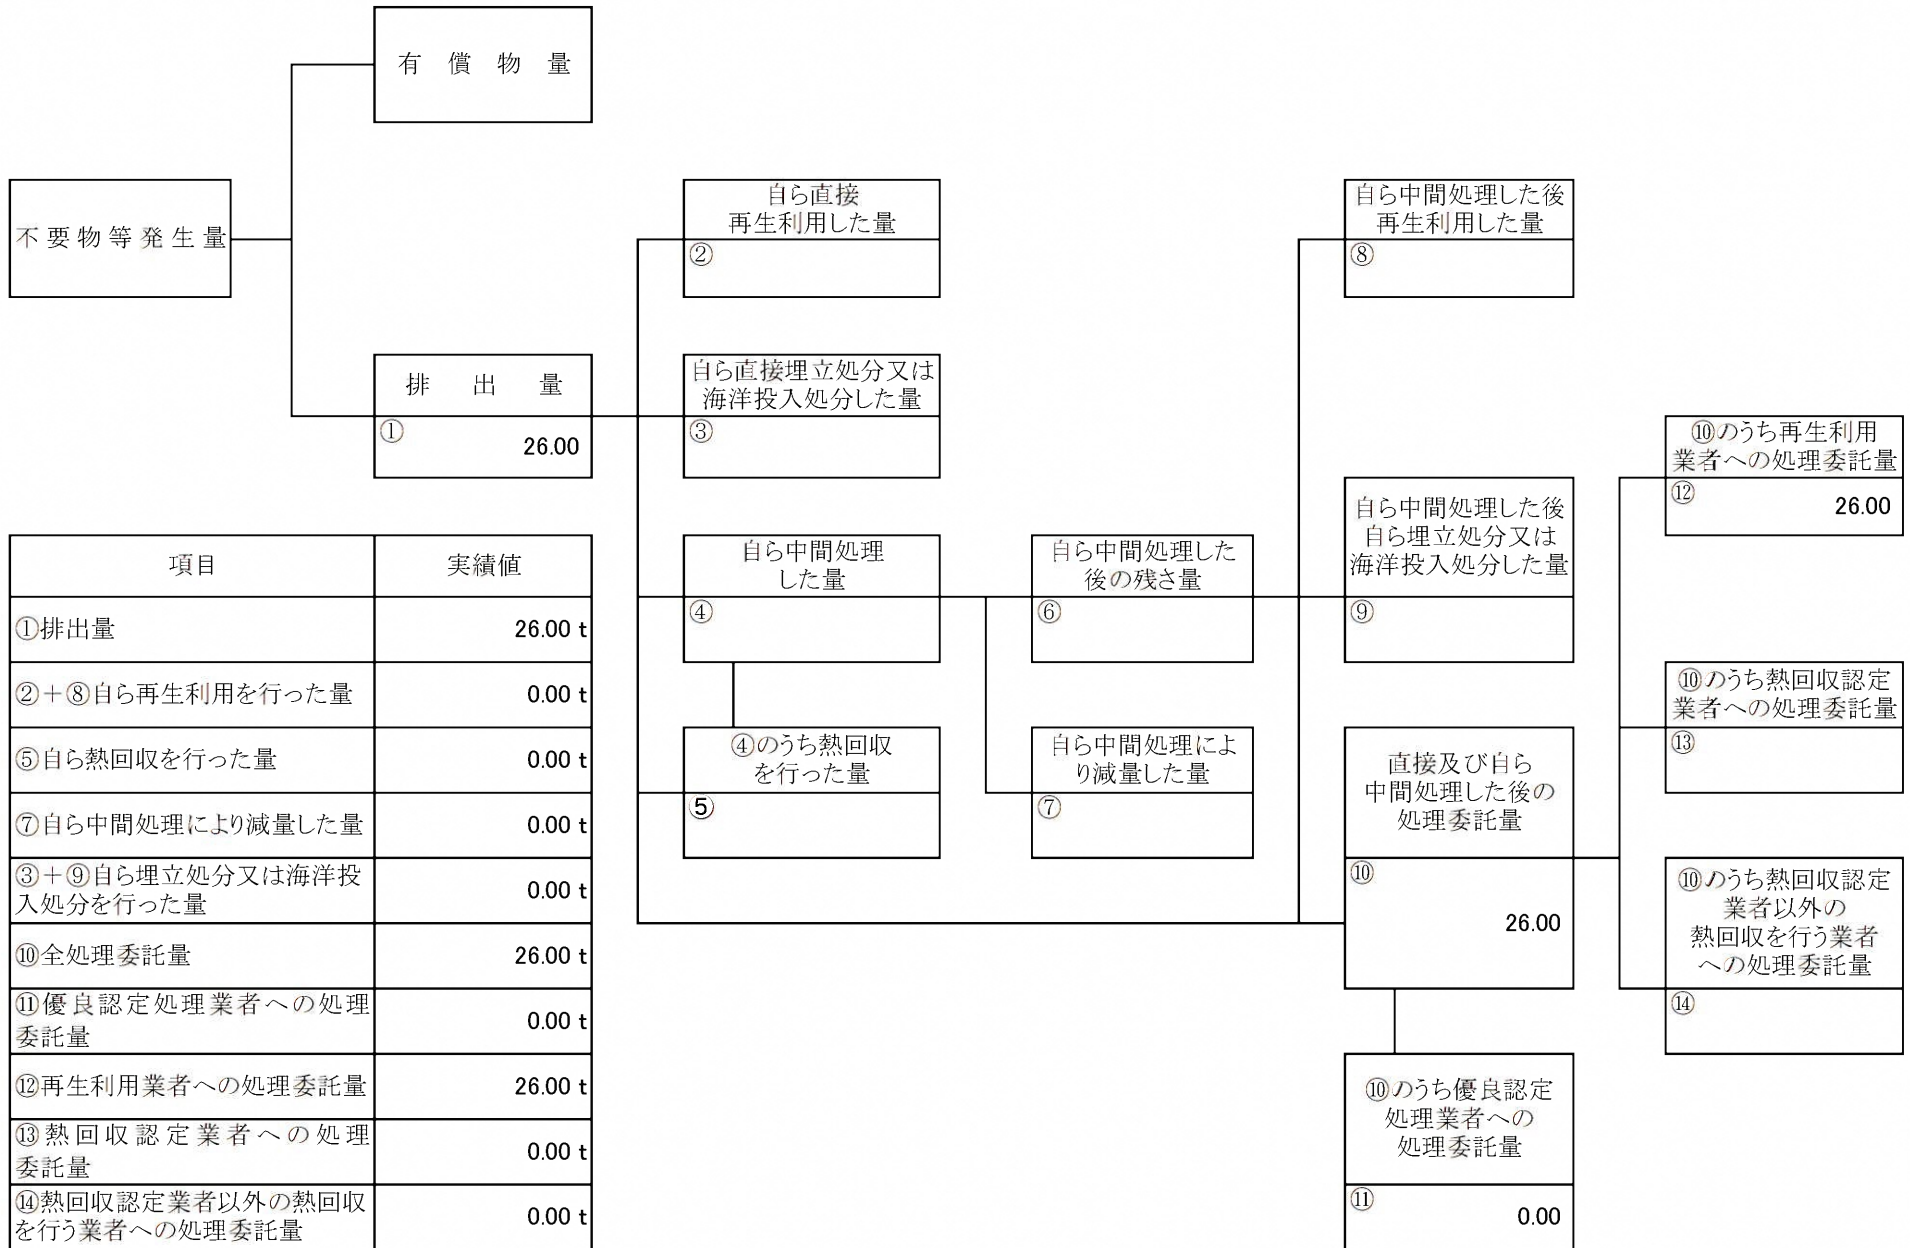 有償物量
不要物等発生量
自ら直接
再生利用した量
②
自ら中間処理した後
再生利用した量
⑧
排出量
①
26.00
自ら直接埋立処分又は
海洋投入処分した量
③
⑩のうち再生利用
業者への処理委託量
⑫
26.00
自ら中間処理
した量
④
自ら中間処理した
後の残さ量
⑥
自ら中間処理した後
自ら埋立処分又は
海洋投入処分した量
⑨
⑩のうち熱回収認定
業者への処理委託量
⑬
④のうち熱回収
を行った量
⑤
自ら中間処理によ
り減量した量
⑦
直接及び自ら
中間処理した後の
処理委託量
⑩
26.00
⑩のうち熱回収認定
業者以外の
熱回収を行う業者
への処理委託量
⑭
⑩のうち優良認定
処理業者への
処理委託量
⑪
0.00
項目 実績値
①排出量 26.00 t
②＋⑧自ら再生利用を行った量 0.00 t
⑤自ら熱回収を行った量 0.00 t
⑦自ら中間処理により減量した量 0.00 t
③＋⑨自ら埋立処分又は海洋投
入処分を行った量 0.00 t
⑩全処理委託量 26.00 t
⑪優良認定処理業者への処理
委託量 0.00 t
⑫再生利用業者への処理委託量 26.00 t
⑬熱回収認定業者への処理
委託量 0.00 t
⑭熱回収認定業者以外の熱回収
を行う業者への処理委託量 0.00 t